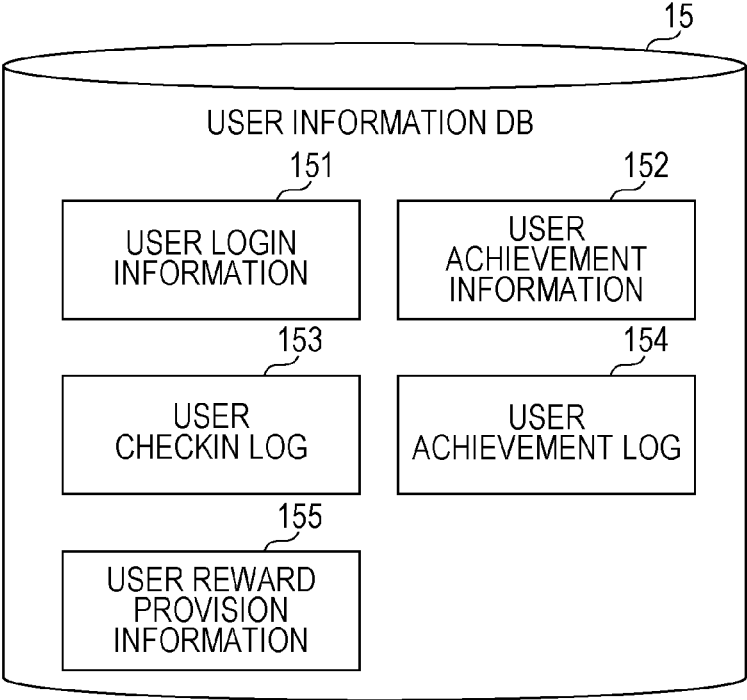 15
USER INFORMATION DB
151
USER LOGIN
INFORMATION
152
USER
ACHIEVEMENT
INFORMATION
153
USER
CHECKIN LOG
154
USER
ACHIEVEMENT LOG
155
USER REWARD
PROVISION
INFORMATION